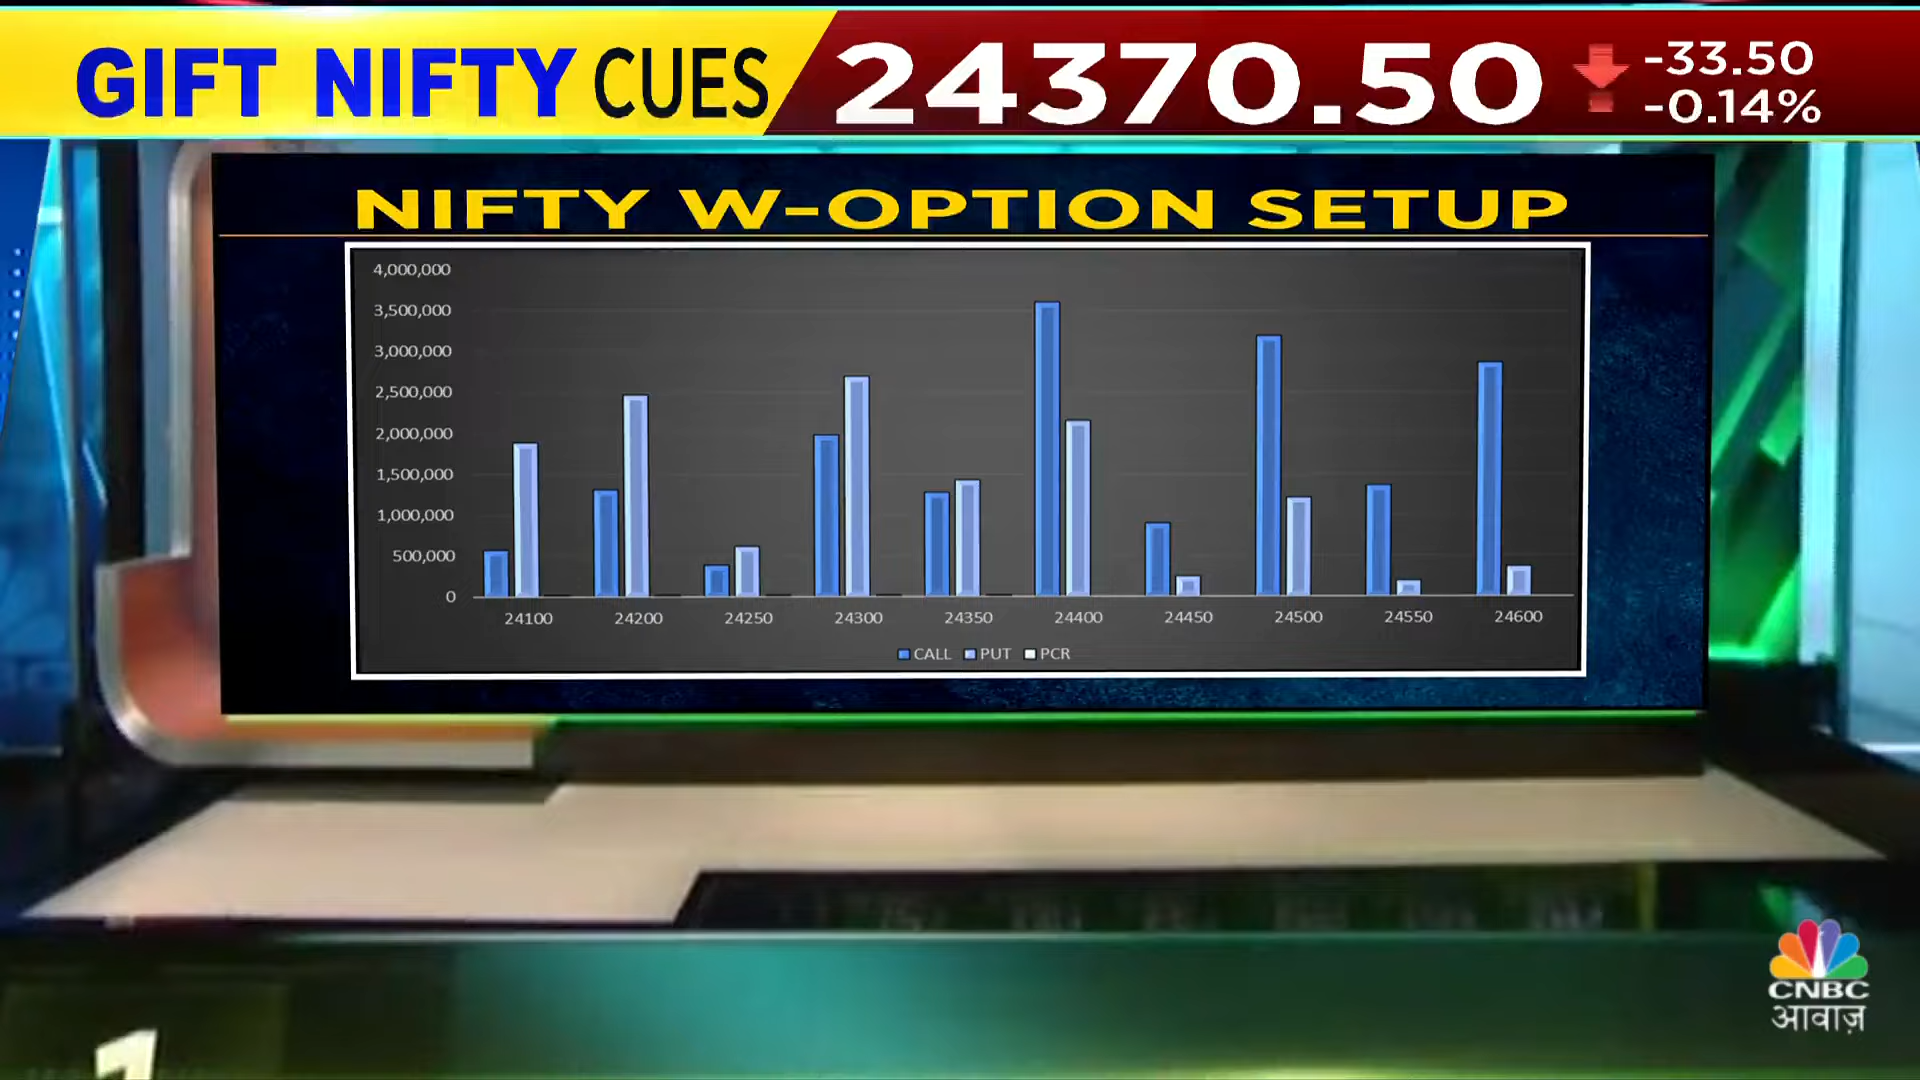 GIFT NIFTY CUES 24370.50 -33.50
-0.14%
NIFTY W-OPTION SETUP
4,000,000
3,500,000
3,000,000
2,500,000
2,000,000
1,500,000
1,000,000
500,000
0
24100 24200 24250 24300 24350 24400 24450 24500 24550 24600
CALL PUT PCR
CNBC
आवाज़
1